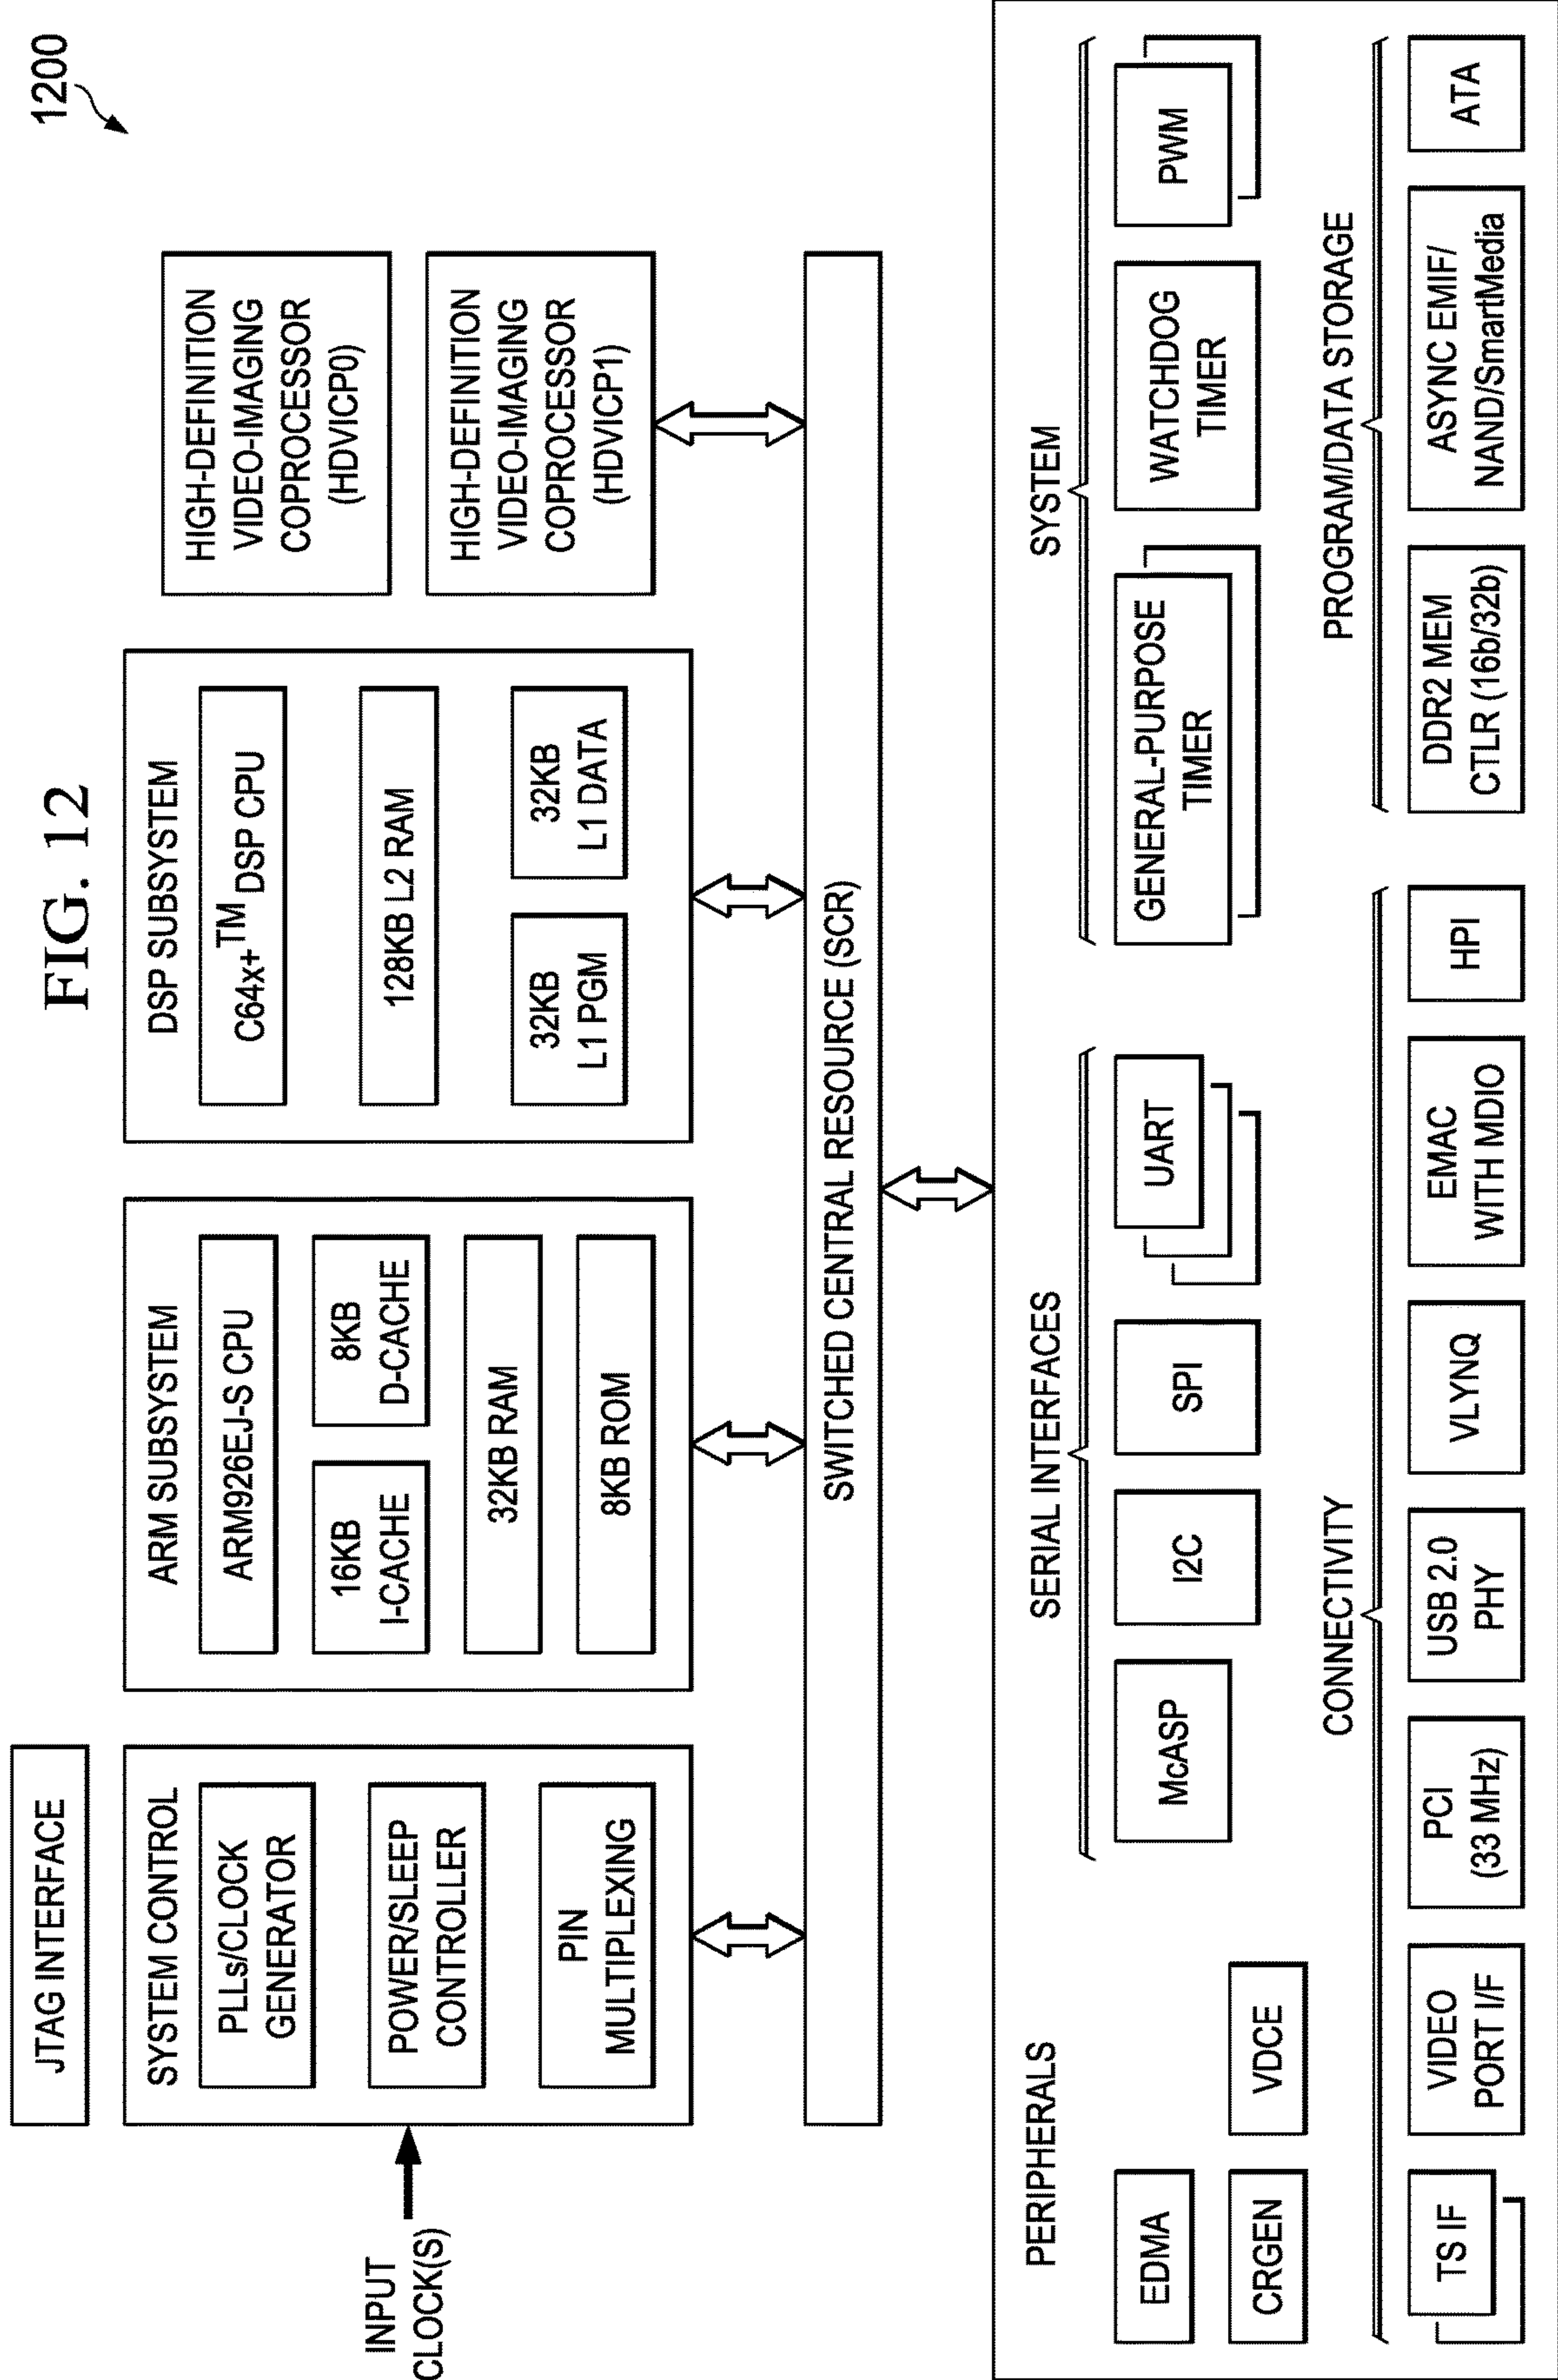 FIG. 12
1200
JTAG INTERFACE
INPUT
CLOCK(S)
SYSTEM CONTROL
PLLs/CLOCK
GENERATOR
POWER/SLEEP
CONTROLLER
PIN
MULTIPLEXING
ARM SUBSYSTEM
ARM926EJ-S CPU
16KB
I-CACHE
8KB
D-CACHE
32KB RAM
8KB ROM
DSP SUBSYSTEM
C64x+TM DSP CPU
128KB L2 RAM
32KB
L1 PGM
32KB
L1 DATA
HIGH-DEFINITION
VIDEO-IMAGING
COPROCESSOR
(HDVICP0)
HIGH-DEFINITION
VIDEO-IMAGING
COPROCESSOR
(HDVICP1)
SWITCHED CENTRAL RESOURCE (SCR)
PERIPHERALS
EDMA
CRGEN
VDCE
SERIAL INTERFACES
McASP
I2C
SPI
UART
SYSTEM
GENERAL-PURPOSE
TIMER
WATCHDOG
TIMER
PWM
CONNECTIVITY
TS IF
VIDEO
PORT I/F
PCI
(33 MHz)
USB 2.0
PHY
VLYNQ
EMAC
WITH MDIO
HPI
PROGRAM/DATA STORAGE
DDR2 MEM
CTLR (16b/32b)
ASYNC EMIF/
NAND/SmartMedia
ATA